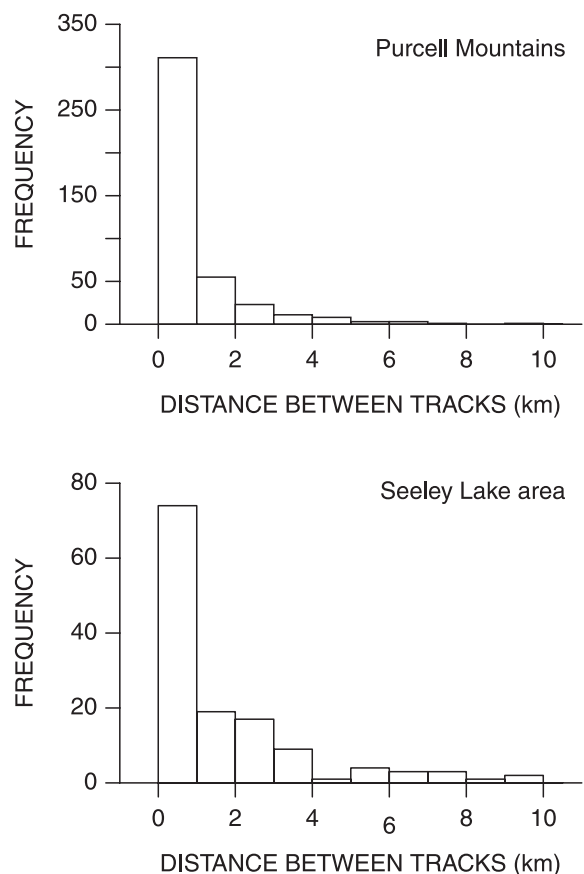 350
Purcell Mountains
250
150
50
0
FREQUENCY
0 2 4 6 8 10
DISTANCE BETWEEN TRACKS (km)
80
Seeley Lake area
60
40
20
0
FREQUENCY
0 2 4 6 8 10
DISTANCE BETWEEN TRACKS (km)